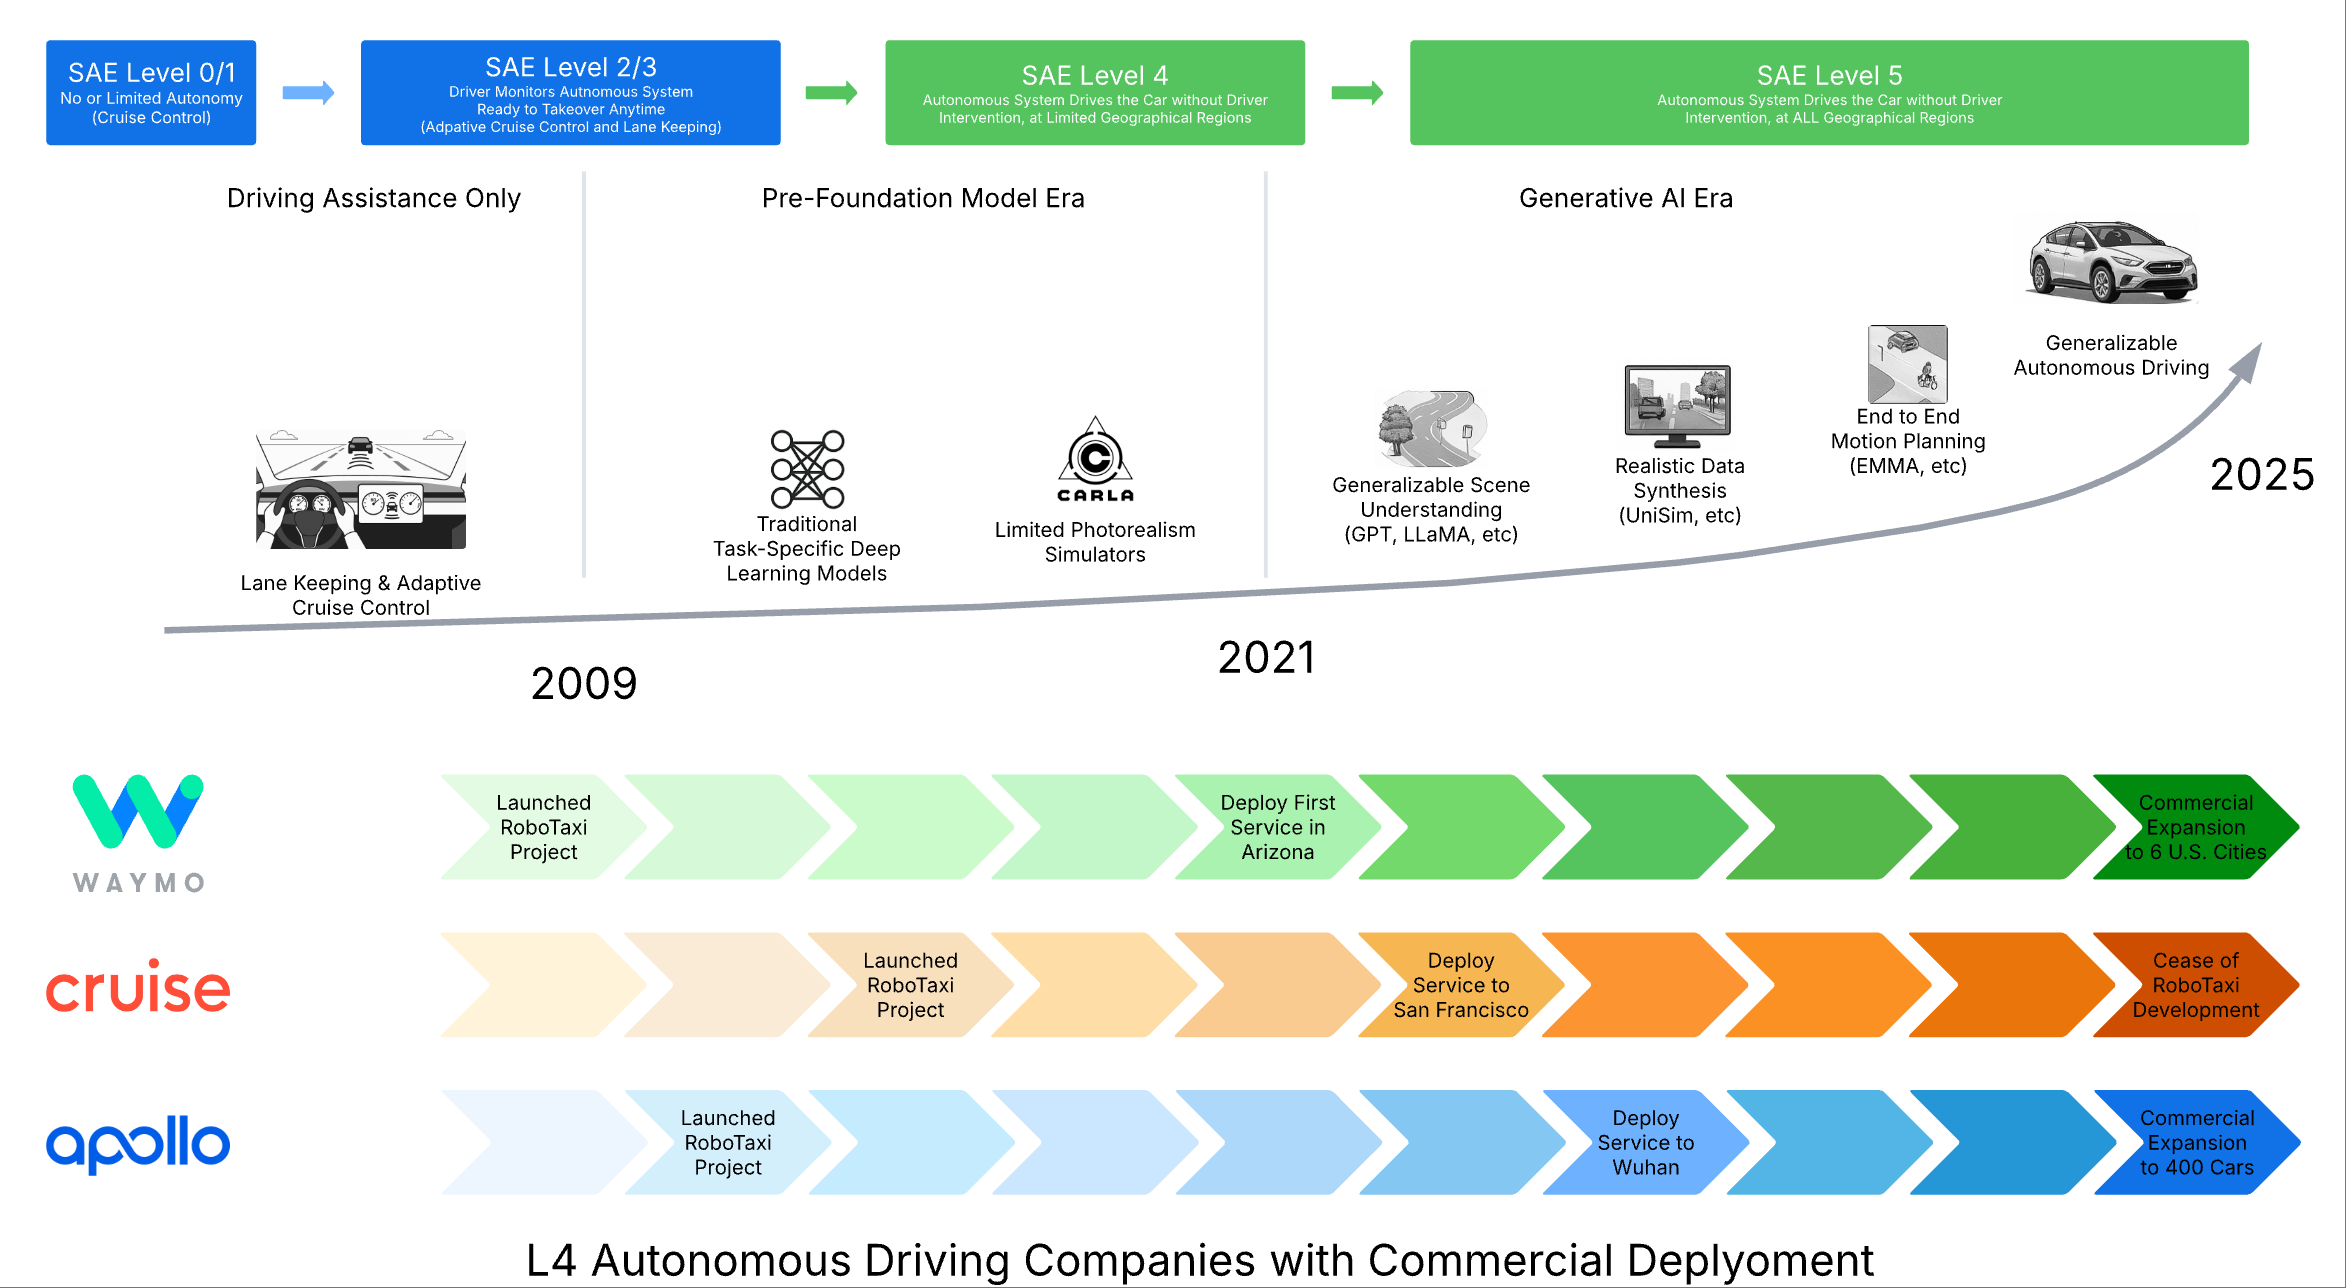 SAE Level 0/1
No or Limited Autonomy
(Cruise Control)
SAE Level 2/3
Driver Monitors Autnomous System
Ready to Takeover Anytime
(Adpative Cruise Control and Lane Keeping)
SAE Level 4
Autonomous System Drives the Car without Driver
Intervention, at Limited Geographical Regions
SAE Level 5
Autonomous System Drives the Car without Driver
Intervention, at ALL Geographical Regions
Driving Assistance Only
Pre-Foundation Model Era
Generative AI Era
Lane Keeping & Adaptive
Cruise Control
Traditional
Task-Specific Deep
Learning Models
CARLA
Limited Photorealism
Simulators
Generalizable Scene
Understanding
(GPT, LLaMA, etc)
Realistic Data
Synthesis
(UniSim, etc)
End to End
Motion Planning
(EMMA, etc)
Generalizable
Autonomous Driving
2009
2021
2025
WAYMO
Launched
RoboTaxi
Project
Deploy First
Service in
Arizona
Commercial
Expansion
to 6 U.S. Cities
cruise
Launched
RoboTaxi
Project
Deploy
Service to
San Francisco
Cease of
RoboTaxi
Development
apollo
Launched
RoboTaxi
Project
Deploy
Service to
Wuhan
Commercial
Expansion
to 400 Cars
L4 Autonomous Driving Companies with Commercial Deplyoment